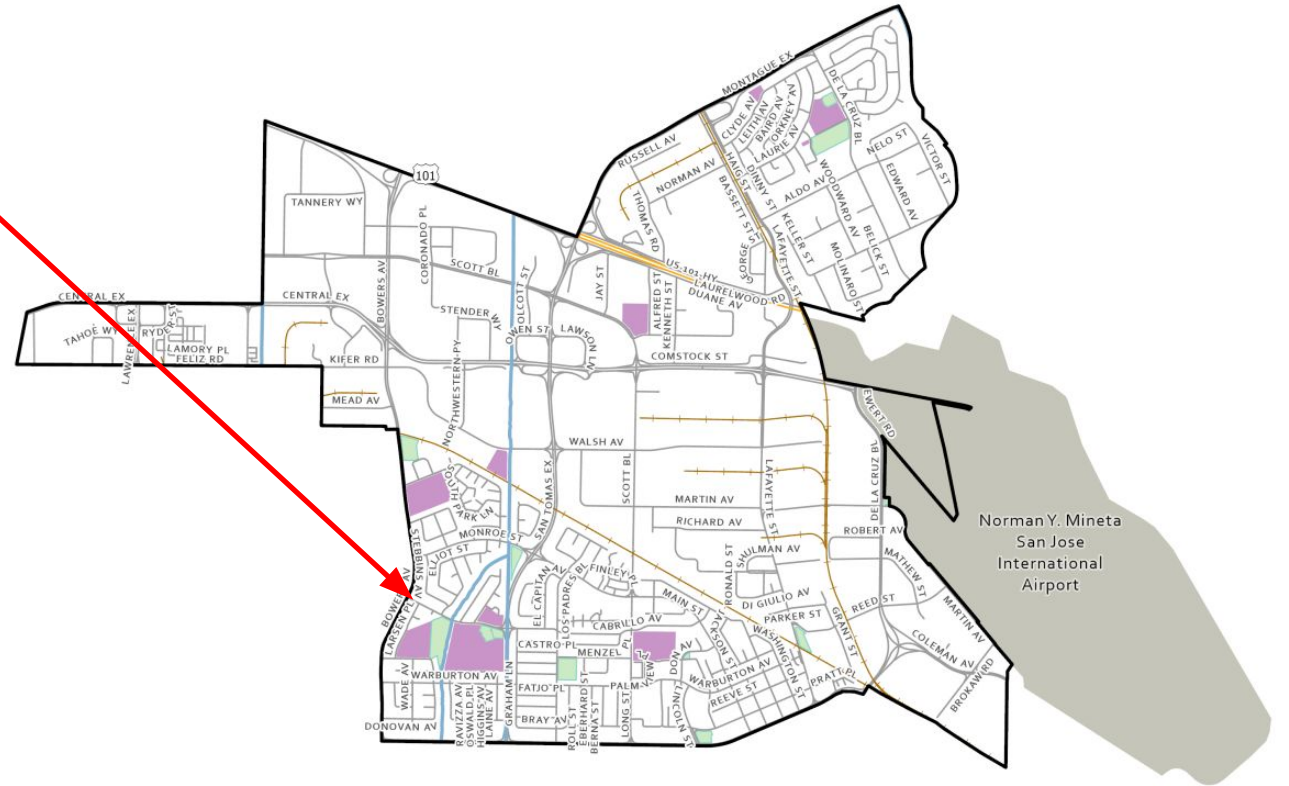 MONTAGUE EX
DE LA CRUZ BL
CLYDE AV
LEITH AV
BAIRD AV
ORKNEY AV
LAURIE AV
NELO ST
VICTOR ST
EDWARD AV
RUSSELL AV
NORMAN AV
HAIG ST
DINNY ST
BASSETT ST
ALDO AV
WOODWARD AV
KELLER ST
BELICK ST
MOLINARO ST
THOMAS RD
GEORGE ST
LAFAYETTE ST
101
TANNERY WY
CORONADO PL
SCOTT BL
BOWERS AV
OLCOTT ST
JAY ST
US 101 HY
LAURELWOOD RD
DUANE AV
ALFRED ST
KENNETH ST
CENTRAL EX
CENTRAL EX
STENDER WY
OWEN ST
LAWSON LN
TAHOE WY
LAWRENCE EX
RYDER ST
LAMORY PL
FELIZ RD
KIFER RD
COMSTOCK ST
MEAD AV
NORTHWESTERN PY
EWERT RD
WALSH AV
SAN TOMAS EX
SCOTT BL
LAFAYETTE ST
DE LA CRUZ BL
SOUTH PARK LN
MARTIN AV
RICHARD AV
ROBERT AV
Norman Y. Mineta
San Jose
International
Airport
MONROE ST
ELLIOT ST
STEBBINS AV
SHULMAN AV
MATHEW ST
FINLEY PL
EL CAPITAN AV
LOS PADRES BL
RONALD ST
DI GIULIO AV
MAIN ST
PARKER ST
REED ST
GRANT ST
MARTIN AV
COLEMAN AV
BROKAW RD
BOWERS AV
LARSEN PL
CABRILLO AV
JACKSON ST
WASHINGTON ST
CASTRO PL
MENZEL PL
DON AV
WARBURTON AV
WARBURTON AV
PRATT PL
WADE AV
FATJO PL
REEVE ST
LINCOLN ST
DONOVAN AV
RAVIZZA AV
OSWALD PL
HIGGINS AV
LAINE AV
GRAHAM LN
BRAY AV
ROLL ST
EBERHARD ST
BERNA ST
LONG ST